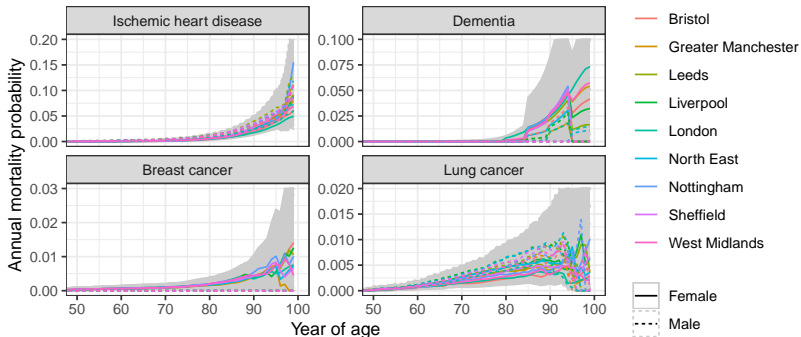 Ischemic heart disease
Dementia
0.20
0.15
0.10
0.05
0.00
0.100
0.075
0.050
0.025
0.000
Annual mortality probability
Breast cancer
Lung cancer
0.03
0.02
0.01
0.00
0.020
0.015
0.010
0.005
0.000
50 60 70 80 90 100
50 60 70 80 90 100
Year of age
Bristol
Greater Manchester
Leeds
Liverpool
London
North East
Nottingham
Sheffield
West Midlands
Female
Male